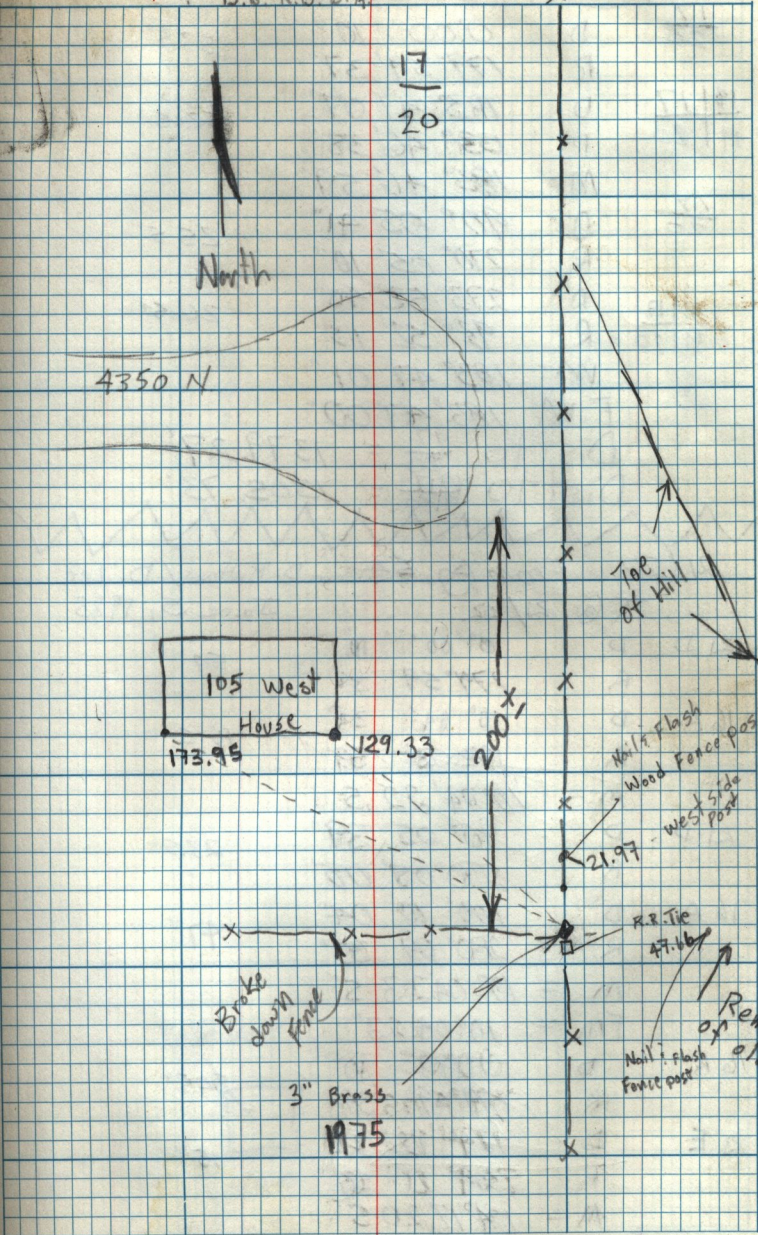 17
20
North
4350 N
Toe
of Hill
105 West
House
173.95
129.33
200±
Nail & Flash
Wood Fence post
West side
post
21.97
R.R. Tie
47.66
Broke
down
Fence
Nail & Flash
Fence post
3" Brass
1975